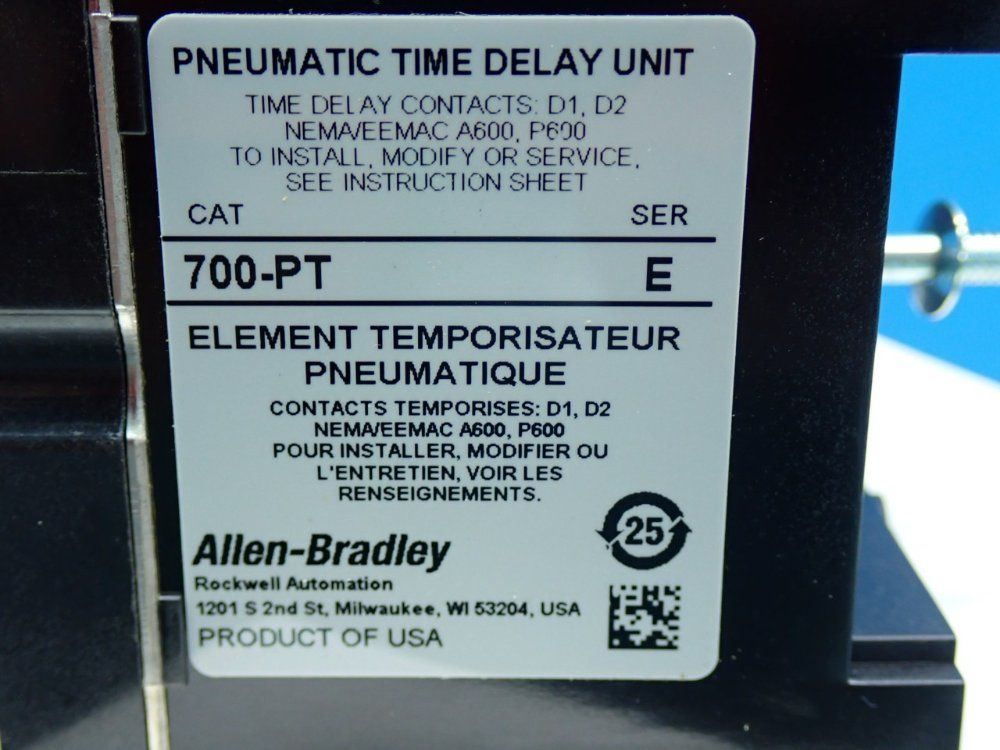 PNEUMATIC TIME DELAY UNIT
TIME DELAY CONTACTS: D1, D2
NEMA/EEMAC A600, P600
TO INSTALL, MODIFY OR SERVICE,
SEE INSTRUCTION SHEET
CAT SER
700-PT E
ELEMENT TEMPORISATEUR
PNEUMATIQUE
CONTACTS TEMPORISES: D1, D2
NEMA/EEMAC A600, P600
POUR INSTALLER, MODIFIER OU
L'ENTRETIEN, VOIR LES
RENSEIGNEMENTS.
25
Allen-Bradley
Rockwell Automation
1201 S 2nd St, Milwaukee, WI 53204, USA
PRODUCT OF USA